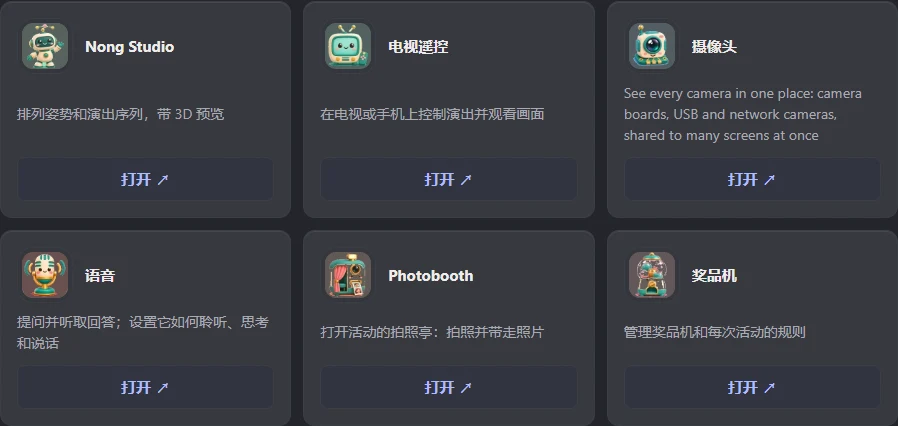 Nong Studio
排列姿势和演出序列，带 3D 预览
打开 ↗
电视遥控
在电视或手机上控制演出并观看画面
打开 ↗
摄像头
See every camera in one place: camera
boards, USB and network cameras,
shared to many screens at once
打开 ↗
语音
提问并听取回答；设置它如何聆听、思考
和说话
打开 ↗
Photobooth
打开活动的拍照亭：拍照并带走照片
打开 ↗
奖品机
管理奖品机和每次活动的规则
打开 ↗